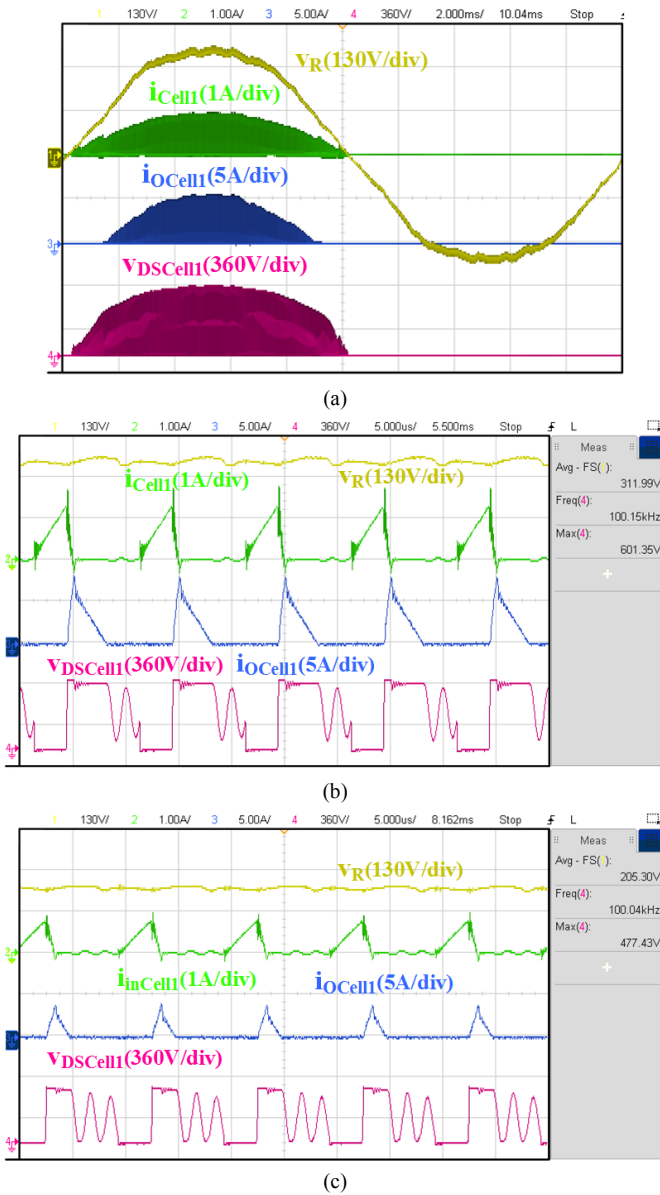 1 130V/ 2 1.00A/ 3 5.00A/ 4 360V/ 2.000ms/ 10.04ms Stop
vR(130V/div)
iCell1(1A/div)
iOCell1(5A/div)
3
vDSCell1(360V/div)
4
(a)
1 130V/ 2 1.00A/ 3 5.00A/ 4 360V/ 5.000us/ 5.500ms Stop L
Meas
iCell1(1A/div) vR(130V/div)
Avg - FS( ):
311.99V
Freq(4):
100.15kHz
2
Max(4):
601.35V
vDSCell1(360V/div) iOCell1(5A/div)
4
(b)
1 130V/ 2 1.00A/ 3 5.00A/ 4 360V/ 5.000us/ 8.162ms Stop L
Meas
vR(130V/div)
Avg - FS( ):
205.30V
Freq(4):
100.04kHz
Max(4):
477.43V
iinCell1(1A/div) iOCell1(5A/div)
vDSCell1(360V/div)
4
(c)